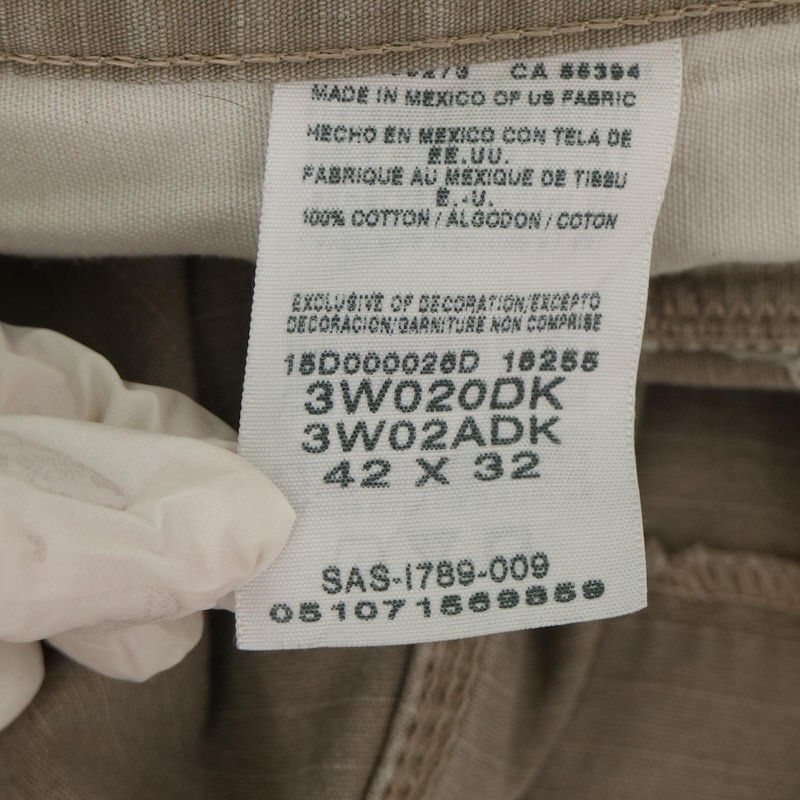 CA 56394
MADE IN MEXICO OF US FABRIC
HECHO EN MEXICO CON TELA DE
EE.UU.
FABRIQUE AU MEXIQUE DE TISSU
E.-U.
100% COTTON / ALGODON / COTON
EXCLUSIVE OF DECORATION/EXCEPTO
DECORACION/GARNITURE NON COMPRISE
15D000026D 16255
3W020DK
3W02ADK
42 X 32
SAS-1789-009
051071569859